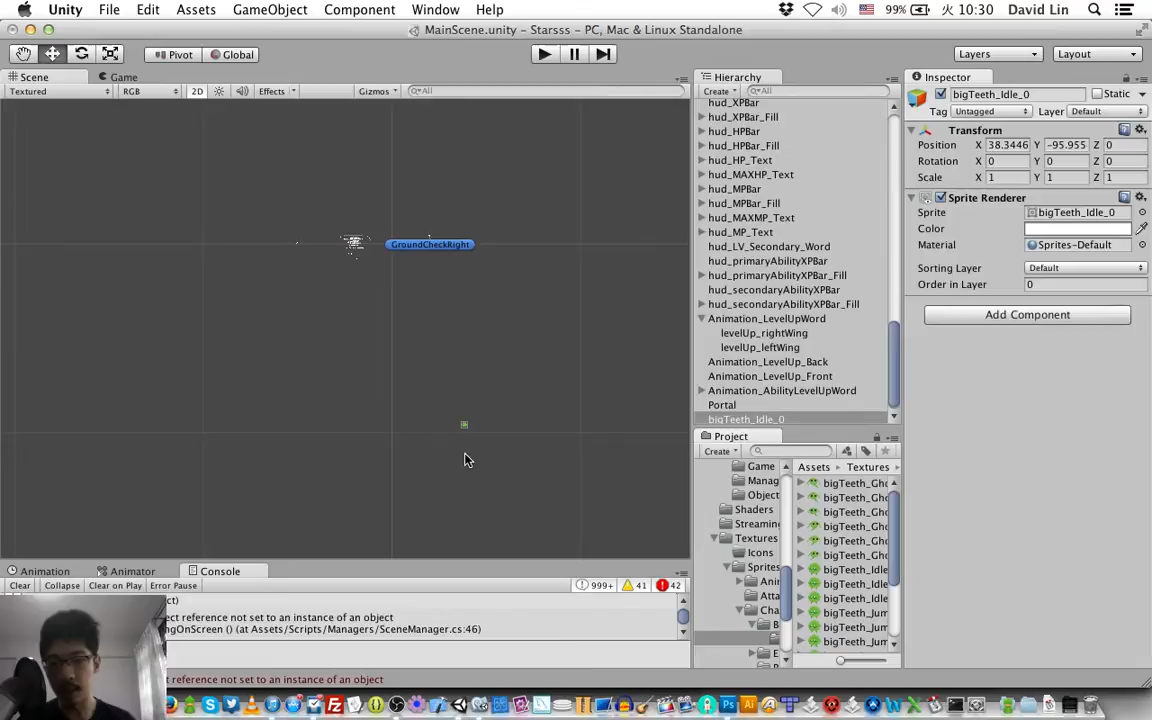 Unity File Edit Assets GameObject Component Window Help 99% 火 10:30 David Lin
MainScene.unity - Starsss - PC, Mac & Linux Standalone
Pivot Global Layers Layout
Scene Game
Textured RGB 2D Effects Gizmos All
GroundCheckRight
Hierarchy
Create All
hud_XPBar
hud_XPBar_Fill
hud_HPBar
hud_HPBar_Fill
hud_HP_Text
hud_MAXHP_Text
hud_MPBar
hud_MPBar_Fill
hud_MAXMP_Text
hud_MP_Text
hud_LV_Secondary_Word
hud_primaryAbilityXPBar
hud_primaryAbilityXPBar_Fill
hud_secondaryAbilityXPBar
hud_secondaryAbilityXPBar_Fill
Animation_LevelUpWord
levelUp_rightWing
levelUp_leftWing
Animation_LevelUp_Back
Animation_LevelUp_Front
Animation_AbilityLevelUpWord
Portal
bigTeeth_Idle_0
Inspector
bigTeeth_Idle_0 Static
Tag Untagged Layer Default
Transform
Position X 38.3446 Y -95.955 Z 0
Rotation X 0 Y 0 Z 0
Scale X 1 Y 1 Z 1
Sprite Renderer
Sprite bigTeeth_Idle_0
Color
Material Sprites-Default
Sorting Layer Default
Order in Layer 0
Add Component
Project
Create
Game
Manag
Object
Shaders
Streaming
Textures
Icons
Sprites
Ani
Atta
Cha
B
E
Assets Textures
bigTeeth_Gho
bigTeeth_Gho
bigTeeth_Gho
bigTeeth_Gho
bigTeeth_Gho
bigTeeth_Gho
bigTeeth_Idle
bigTeeth_Idle
bigTeeth_Idle
bigTeeth_Jum
bigTeeth_Jum
bigTeeth_Jum
Animation Animator Console
Clear Collapse Clear on Play Error Pause 999+ 41 42
ct)
ect reference not set to an instance of an object
ngOnScreen () (at Assets/Scripts/Managers/SceneManager.cs:46)
t reference not set to an instance of an object